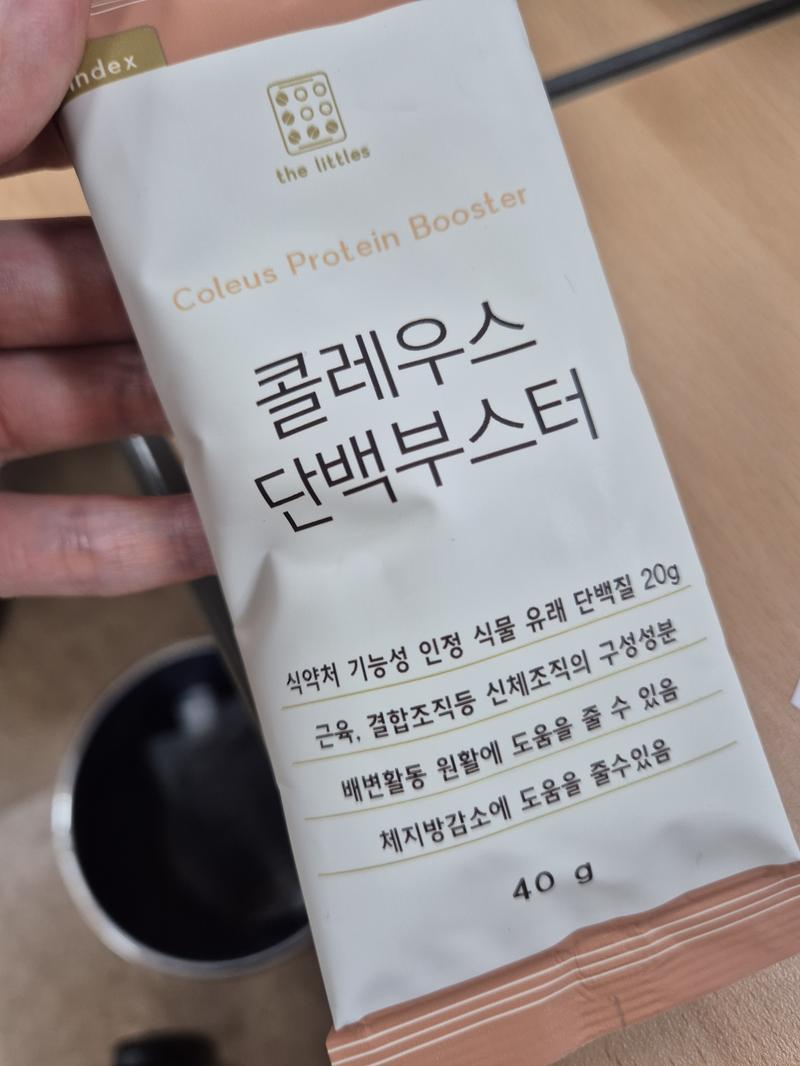 index
the littles
Coleus Protein Booster
콜레우스
단백부스터
식약처 기능성 인정 식물 유래 단백질 20g
근육, 결합조직등 신체조직의 구성성분
배변활동 원활에 도움을 줄 수 있음
체지방감소에 도움을 줄수있음
40 g